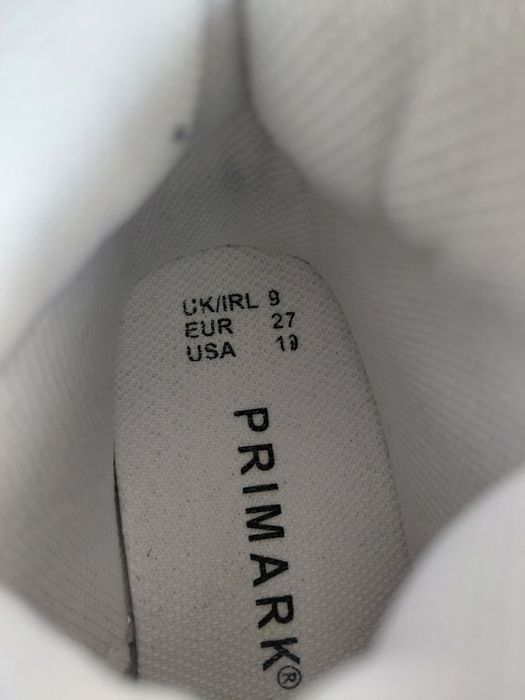 UK/IRL 9
EUR 27
USA 10
PRIMARK®